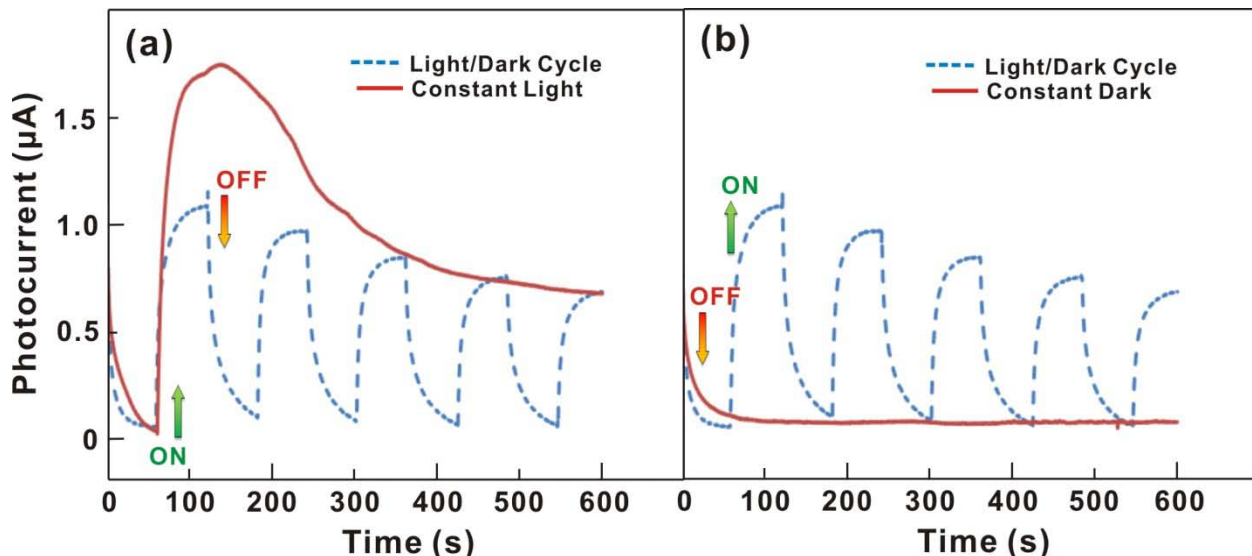 (a)
Light/Dark Cycle
Constant Light
Photocurrent (μA)
1.5
1.0
0.5
0
OFF
ON
0 100 200 300 400 500 600
Time (s)
(b)
Light/Dark Cycle
Constant Dark
ON
OFF
0 100 200 300 400 500 600
Time (s)